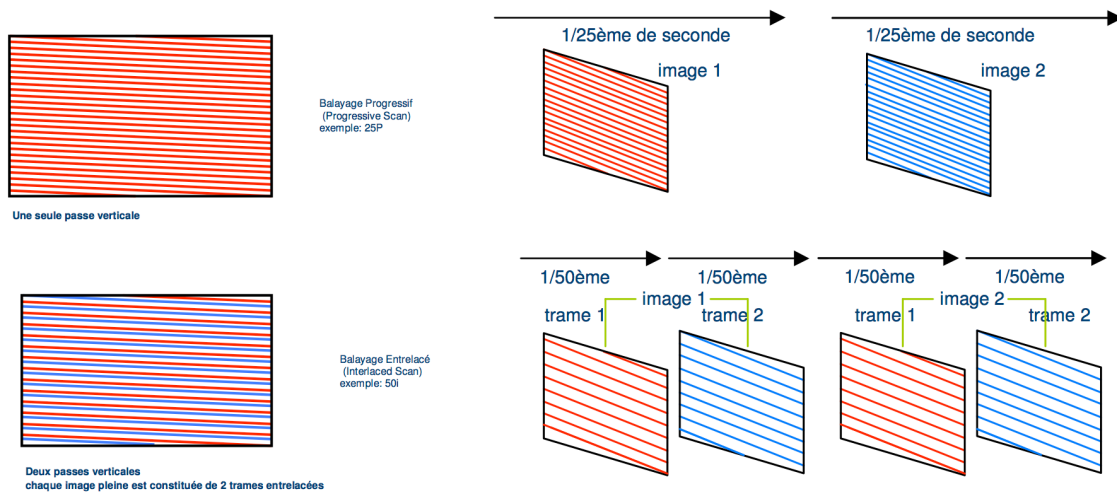 1/25ème de seconde
image 1
1/25ème de seconde
image 2
Balayage Progressif
(Progressive Scan)
exemple: 25P
Une seule passe verticale
1/50ème
1/50ème
image 1
trame 1
trame 2
1/50ème
1/50ème
image 2
trame 1
trame 2
Balayage Entrelacé
(Interlaced Scan)
exemple: 50i
Deux passes verticales
chaque image pleine est constituée de 2 trames entrelacées